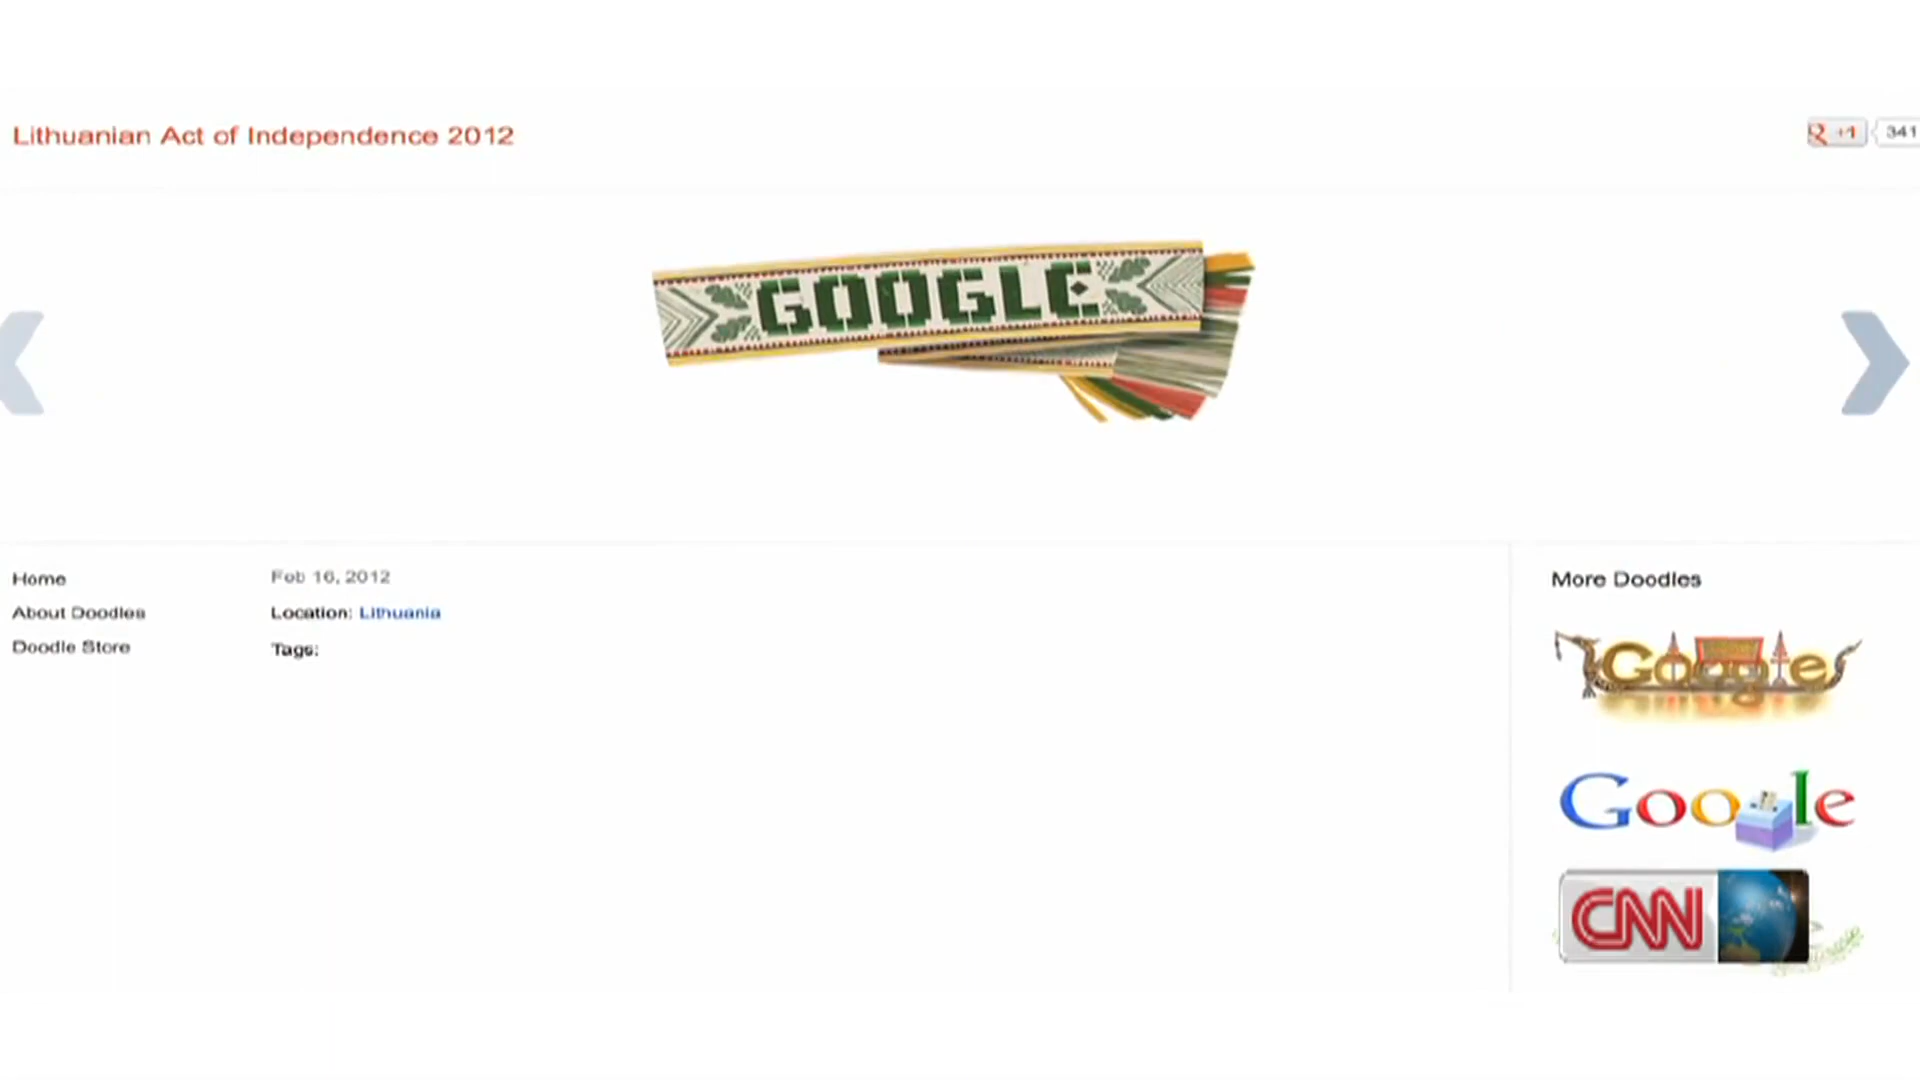 Lithuanian Act of Independence 2012
+1 341
GOOGLE
Home
About Doodles
Doodle Store
Feb 16, 2012
Location: Lithuania
Tags:
More Doodles
Google
Google
CNN